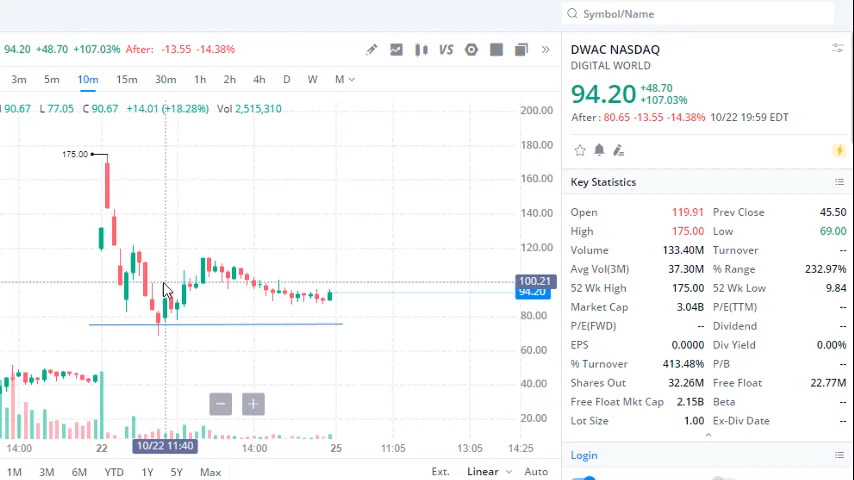 Symbol/Name
94.20 +48.70 +107.03% After: -13.55 -14.38%
VS
DWAC NASDAQ
DIGITAL WORLD
3m 5m 10m 15m 30m 1h 2h 4h D W M
94.20 +48.70
+107.03%
90.67 L 77.05 C 90.67 +14.01 (+18.28%) Vol 2,515,310
After : 80.65 -13.55 -14.38% 10/22 19:59 EDT
200.00
180.00
175.00
160.00
140.00
120.00
100.21
94.20
80.00
60.00
40.00
20.00
Key Statistics
Open 119.91 Prev Close 45.50
High 175.00 Low 69.00
Volume 133.40M Turnover --
Avg Vol(3M) 37.30M % Range 232.97%
52 Wk High 175.00 52 Wk Low 9.84
Market Cap 3.04B P/E(TTM) --
P/E(FWD) -- Dividend --
EPS 0.0000 Div Yield 0.00%
% Turnover 413.48% P/B --
Shares Out 32.26M Free Float 22.77M
Free Float Mkt Cap 2.15B Beta --
Lot Size 1.00 Ex-Div Date --
14:00 22 10/22 11:40 14:00 25 11:05 13:05 14:25
Login
1M 3M 6M YTD 1Y 5Y Max Ext. Linear Auto